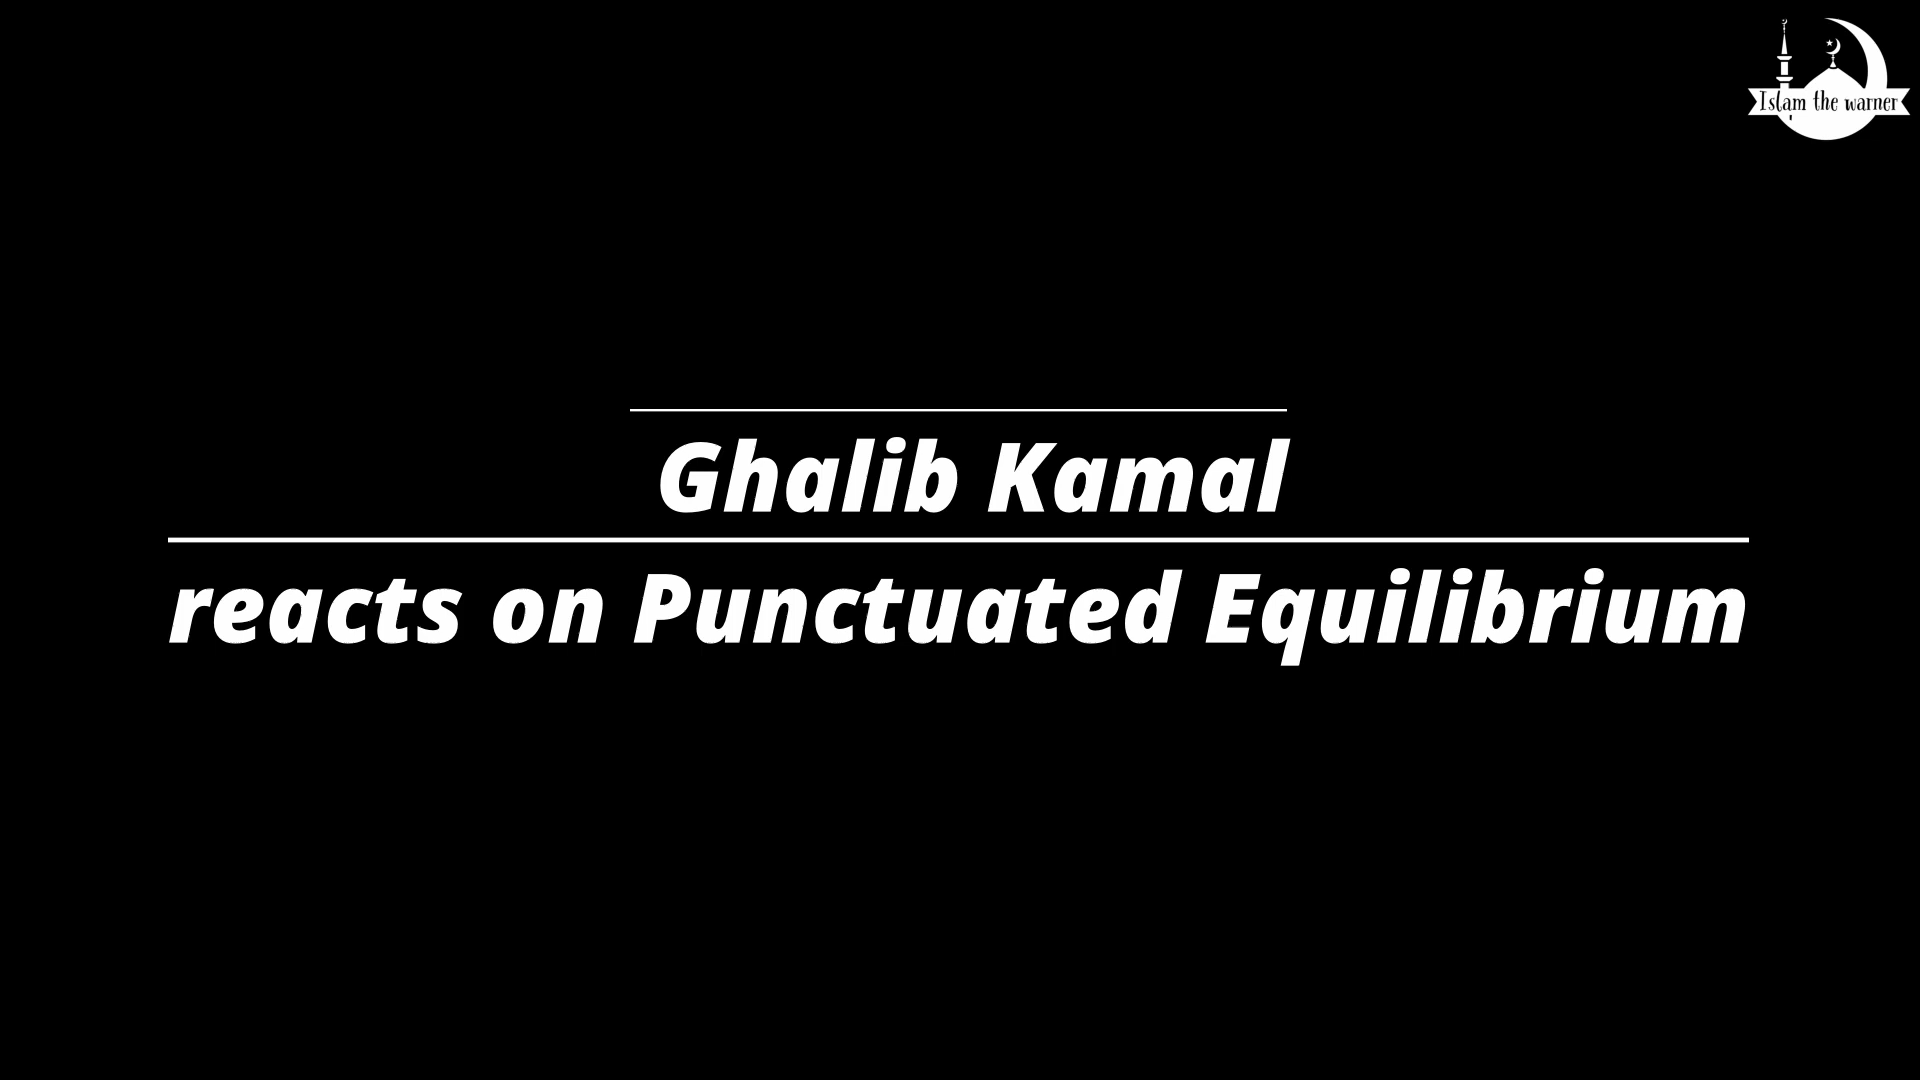 Islam the warner
Ghalib Kamal
reacts on Punctuated Equilibrium